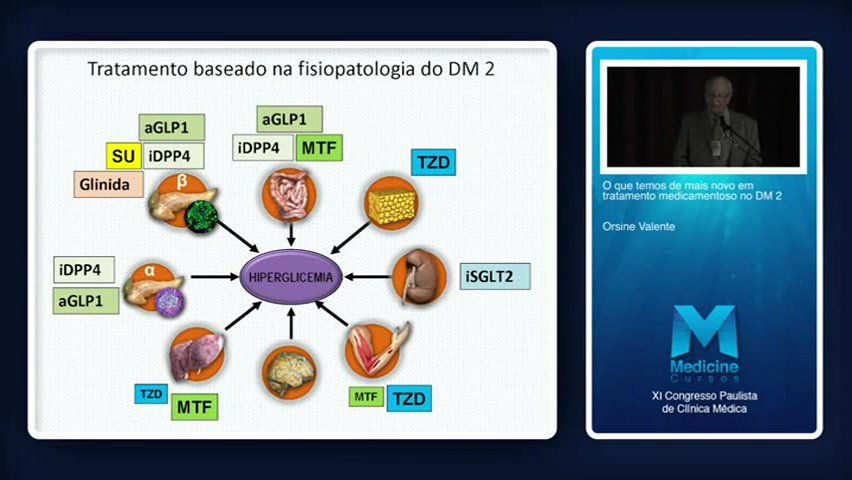 Tratamento baseado na fisiopatologia do DM 2
aGLP1
aGLP1
SU
iDPP4
iDPP4
MTF
TZD
Glínida
β
iDPP4
aGLP1
α
HIPERGLICEMIA
iSGLT2
TZD
MTF
MTF
TZD
O que temos de mais novo em
tratamento medicamentoso no DM 2
Orsine Valente
Medicine
Cursos
XI Congresso Paulista
de Clínica Médica